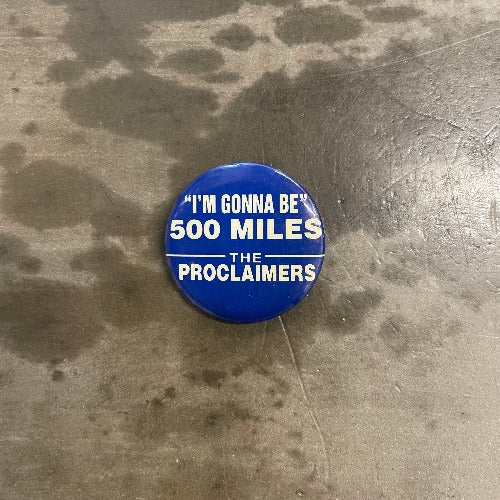 "I'M GONNA BE"
500 MILES
THE
PROCLAIMERS